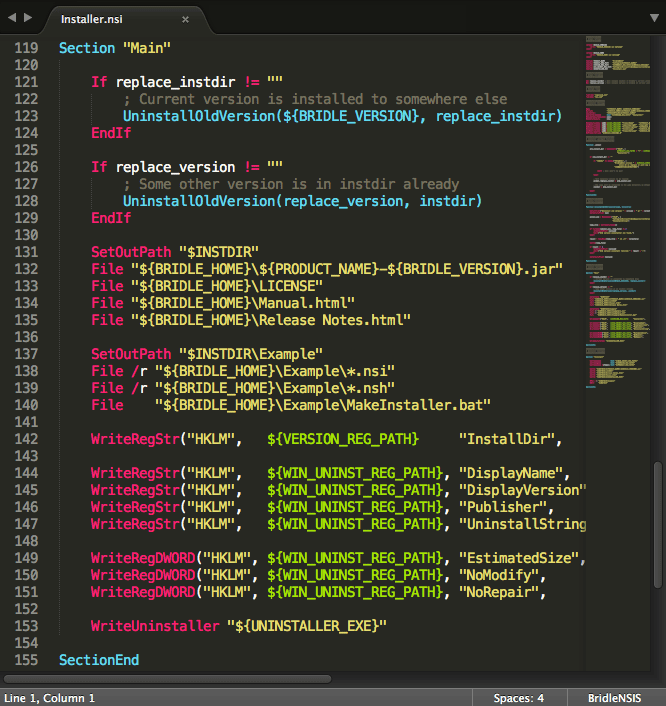 Installer.nsi
119 Section "Main"
120
121     If replace_instdir != ""
122         ; Current version is installed to somewhere else
123         UninstallOldVersion(${BRIDLE_VERSION}, replace_instdir)
124     EndIf
125
126     If replace_version != ""
127         ; Some other version is in instdir already
128         UninstallOldVersion(replace_version, instdir)
129     EndIf
130
131     SetOutPath "$INSTDIR"
132     File "${BRIDLE_HOME}\${PRODUCT_NAME}-${BRIDLE_VERSION}.jar"
133     File "${BRIDLE_HOME}\LICENSE"
134     File "${BRIDLE_HOME}\Manual.html"
135     File "${BRIDLE_HOME}\Release Notes.html"
136
137     SetOutPath "$INSTDIR\Example"
138     File /r "${BRIDLE_HOME}\Example\*.nsi"
139     File /r "${BRIDLE_HOME}\Example\*.nsh"
140     File    "${BRIDLE_HOME}\Example\MakeInstaller.bat"
141
142     WriteRegStr("HKLM",   ${VERSION_REG_PATH}     "InstallDir",
143
144     WriteRegStr("HKLM",   ${WIN_UNINST_REG_PATH}, "DisplayName",
145     WriteRegStr("HKLM",   ${WIN_UNINST_REG_PATH}, "DisplayVersion"
146     WriteRegStr("HKLM",   ${WIN_UNINST_REG_PATH}, "Publisher",
147     WriteRegStr("HKLM",   ${WIN_UNINST_REG_PATH}, "UninstallString
148
149     WriteRegDWORD("HKLM", ${WIN_UNINST_REG_PATH}, "EstimatedSize",
150     WriteRegDWORD("HKLM", ${WIN_UNINST_REG_PATH}, "NoModify",
151     WriteRegDWORD("HKLM", ${WIN_UNINST_REG_PATH}, "NoRepair",
152
153     WriteUninstaller "${UNINSTALLER_EXE}"
154
155 SectionEnd
Line 1, Column 1
Spaces: 4
BridleNSIS